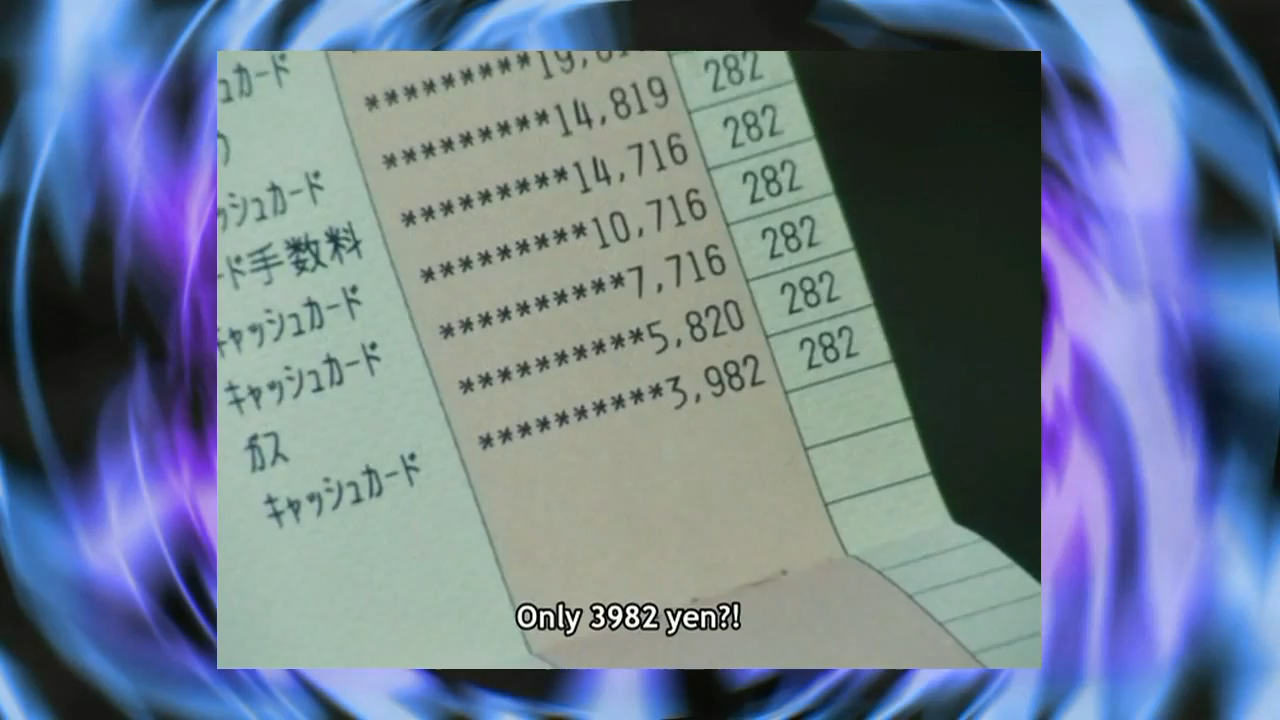 ュカード *********19,8 282
*********14,819 282
ッシュカード *********14,716 282
ード手数料 *********10,716 282
キャッシュカード **********7,716 282
キャッシュカード **********5,820 282
ガス **********3,982
キャッシュカード
Only 3982 yen?!